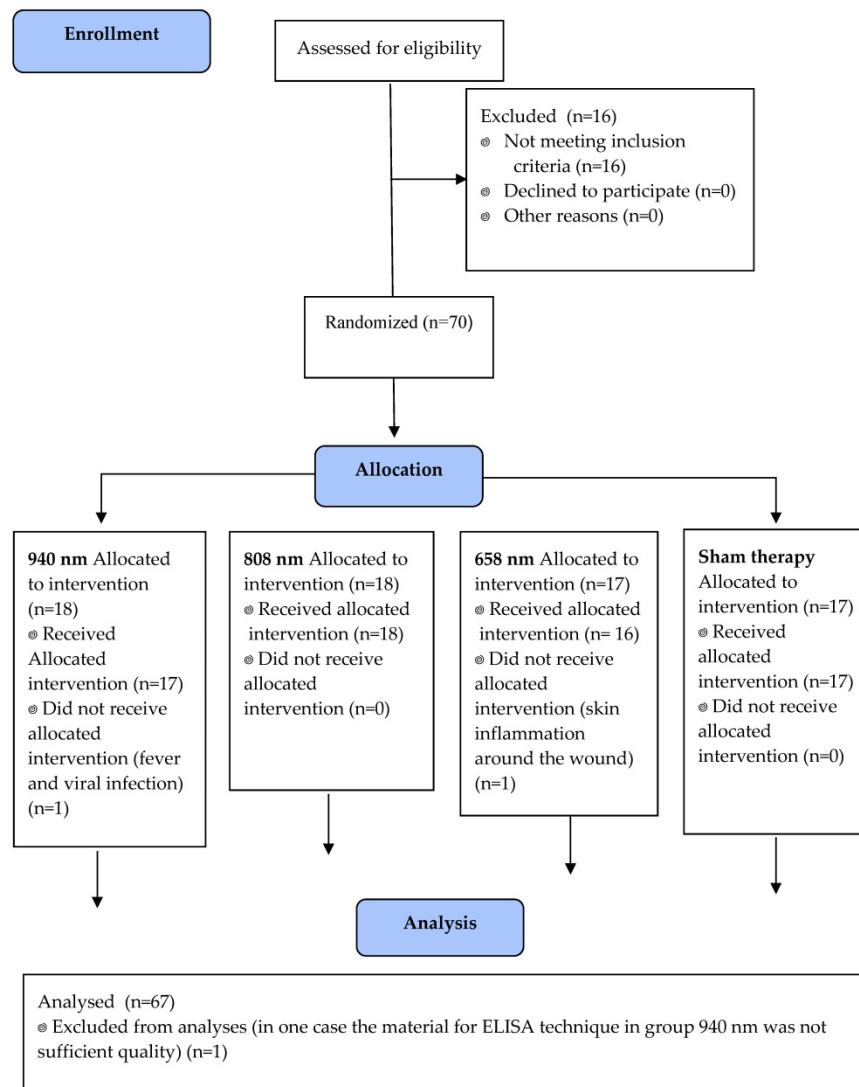 Enrollment
Assessed for eligibility
Excluded (n=16)
⊚ Not meeting inclusion
criteria (n=16)
⊚ Declined to participate (n=0)
⊚ Other reasons (n=0)
Randomized (n=70)
Allocation
940 nm Allocated
to intervention
(n=18)
⊚ Received
Allocated
intervention (n=17)
⊚ Did not receive
allocated
intervention (fever
and viral infection)
(n=1)
808 nm Allocated to
intervention (n=18)
⊚ Received allocated
intervention (n=18)
⊚ Did not receive
allocated
intervention (n=0)
658 nm Allocated to
intervention (n=17)
⊚ Received allocated
intervention (n= 16)
⊚ Did not receive
allocated
intervention (skin
inflammation
around the wound)
(n=1)
Sham therapy
Allocated to
intervention (n=17)
⊚ Received
allocated
intervention (n=17)
⊚ Did not receive
allocated
intervention (n=0)
Analysis
Analysed (n=67)
⊚ Excluded from analyses (in one case the material for ELISA technique in group 940 nm was not
sufficient quality) (n=1)